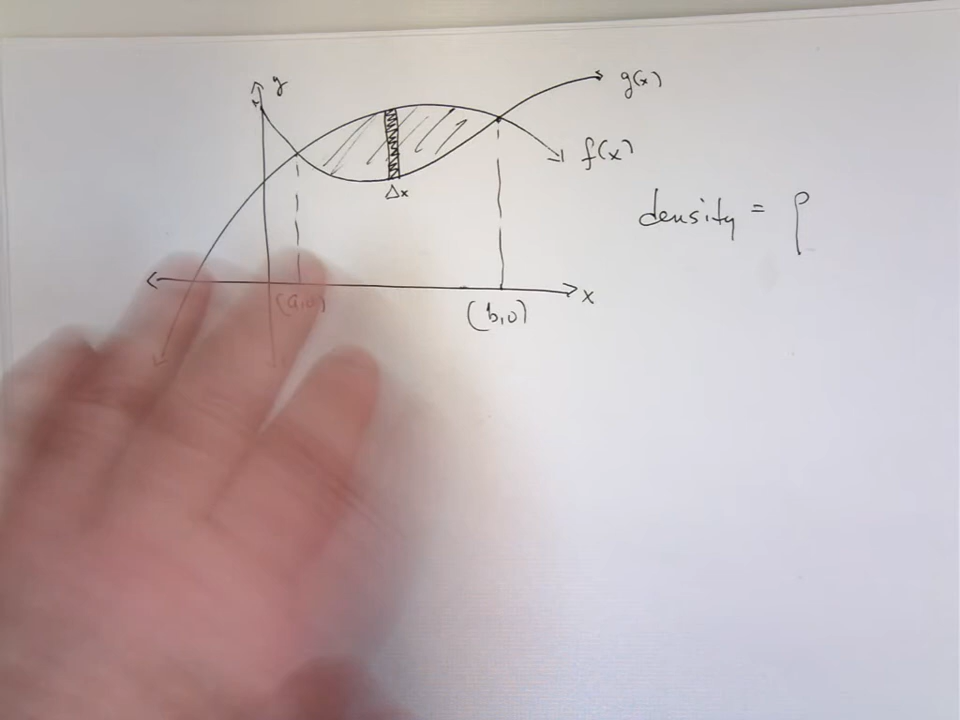 y
g(x)
f(x)
Δx
density = ρ
(a,0)
(b,0)
x